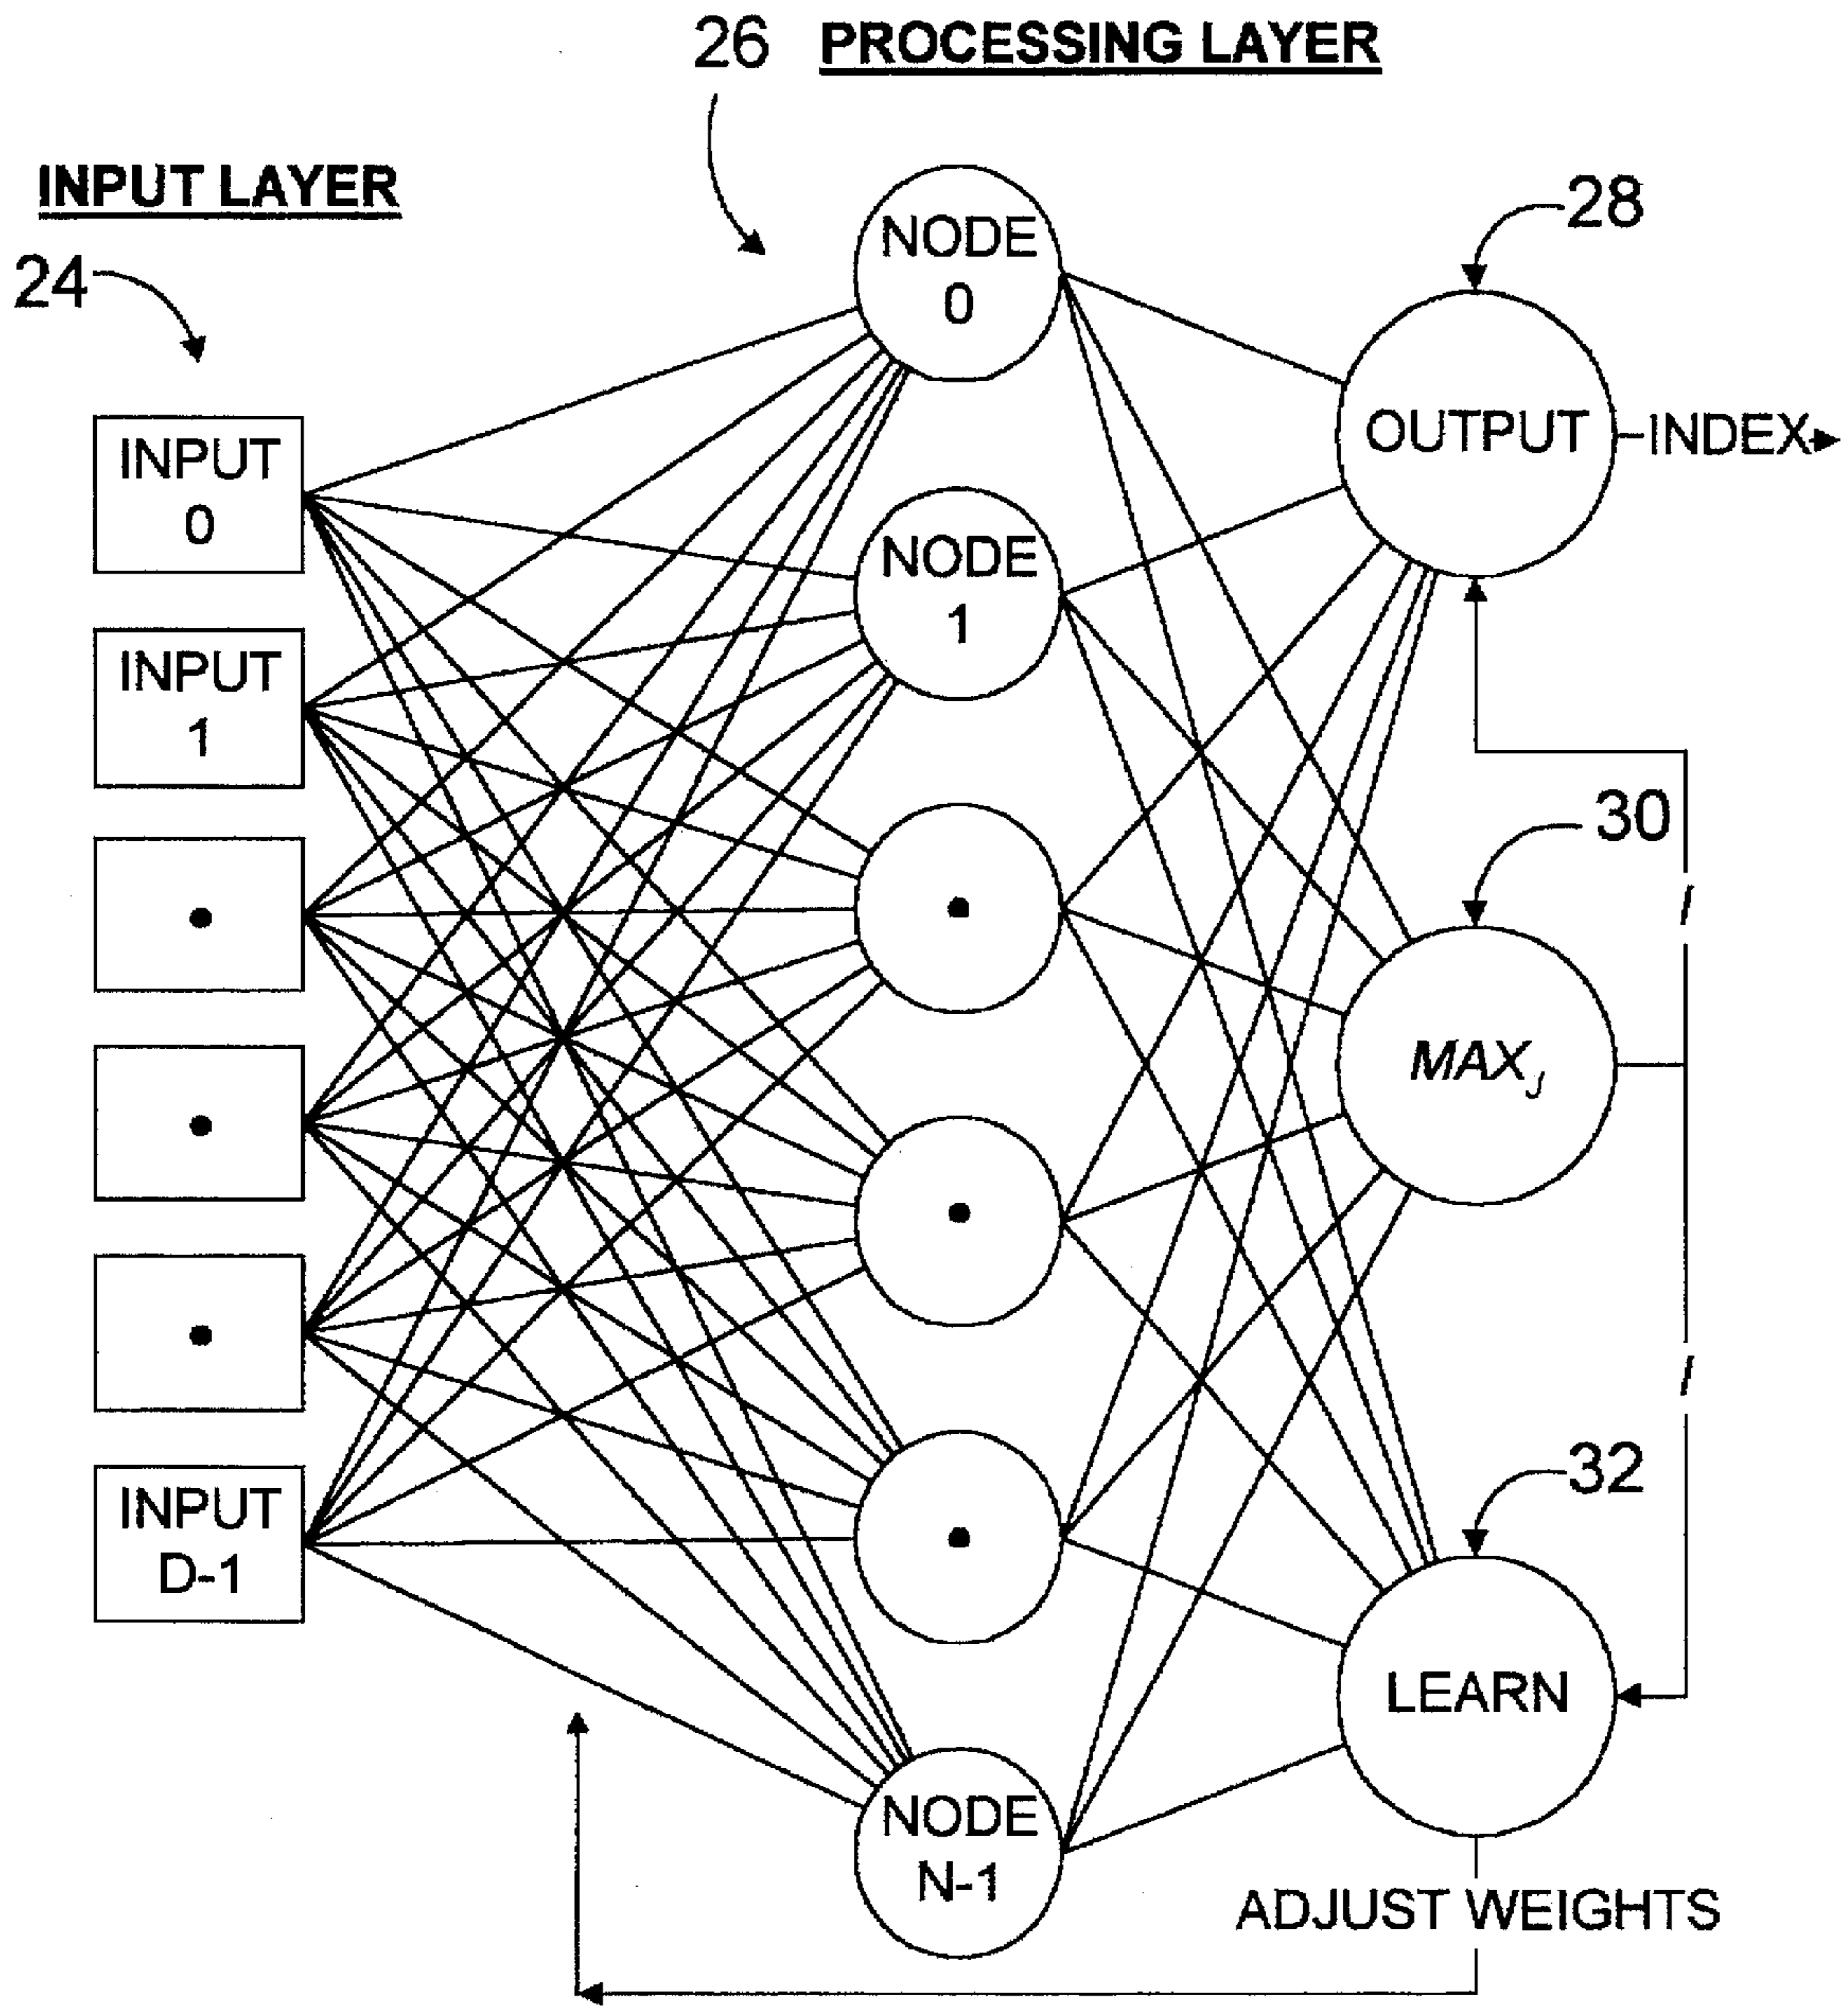 26 PROCESSING LAYER
INPUT LAYER
24
28
NODE
0
INPUT
0
OUTPUT
INDEX
NODE
1
INPUT
1
30
I
MAX_J
I
32
INPUT
D-1
LEARN
NODE
N-1
ADJUST WEIGHTS